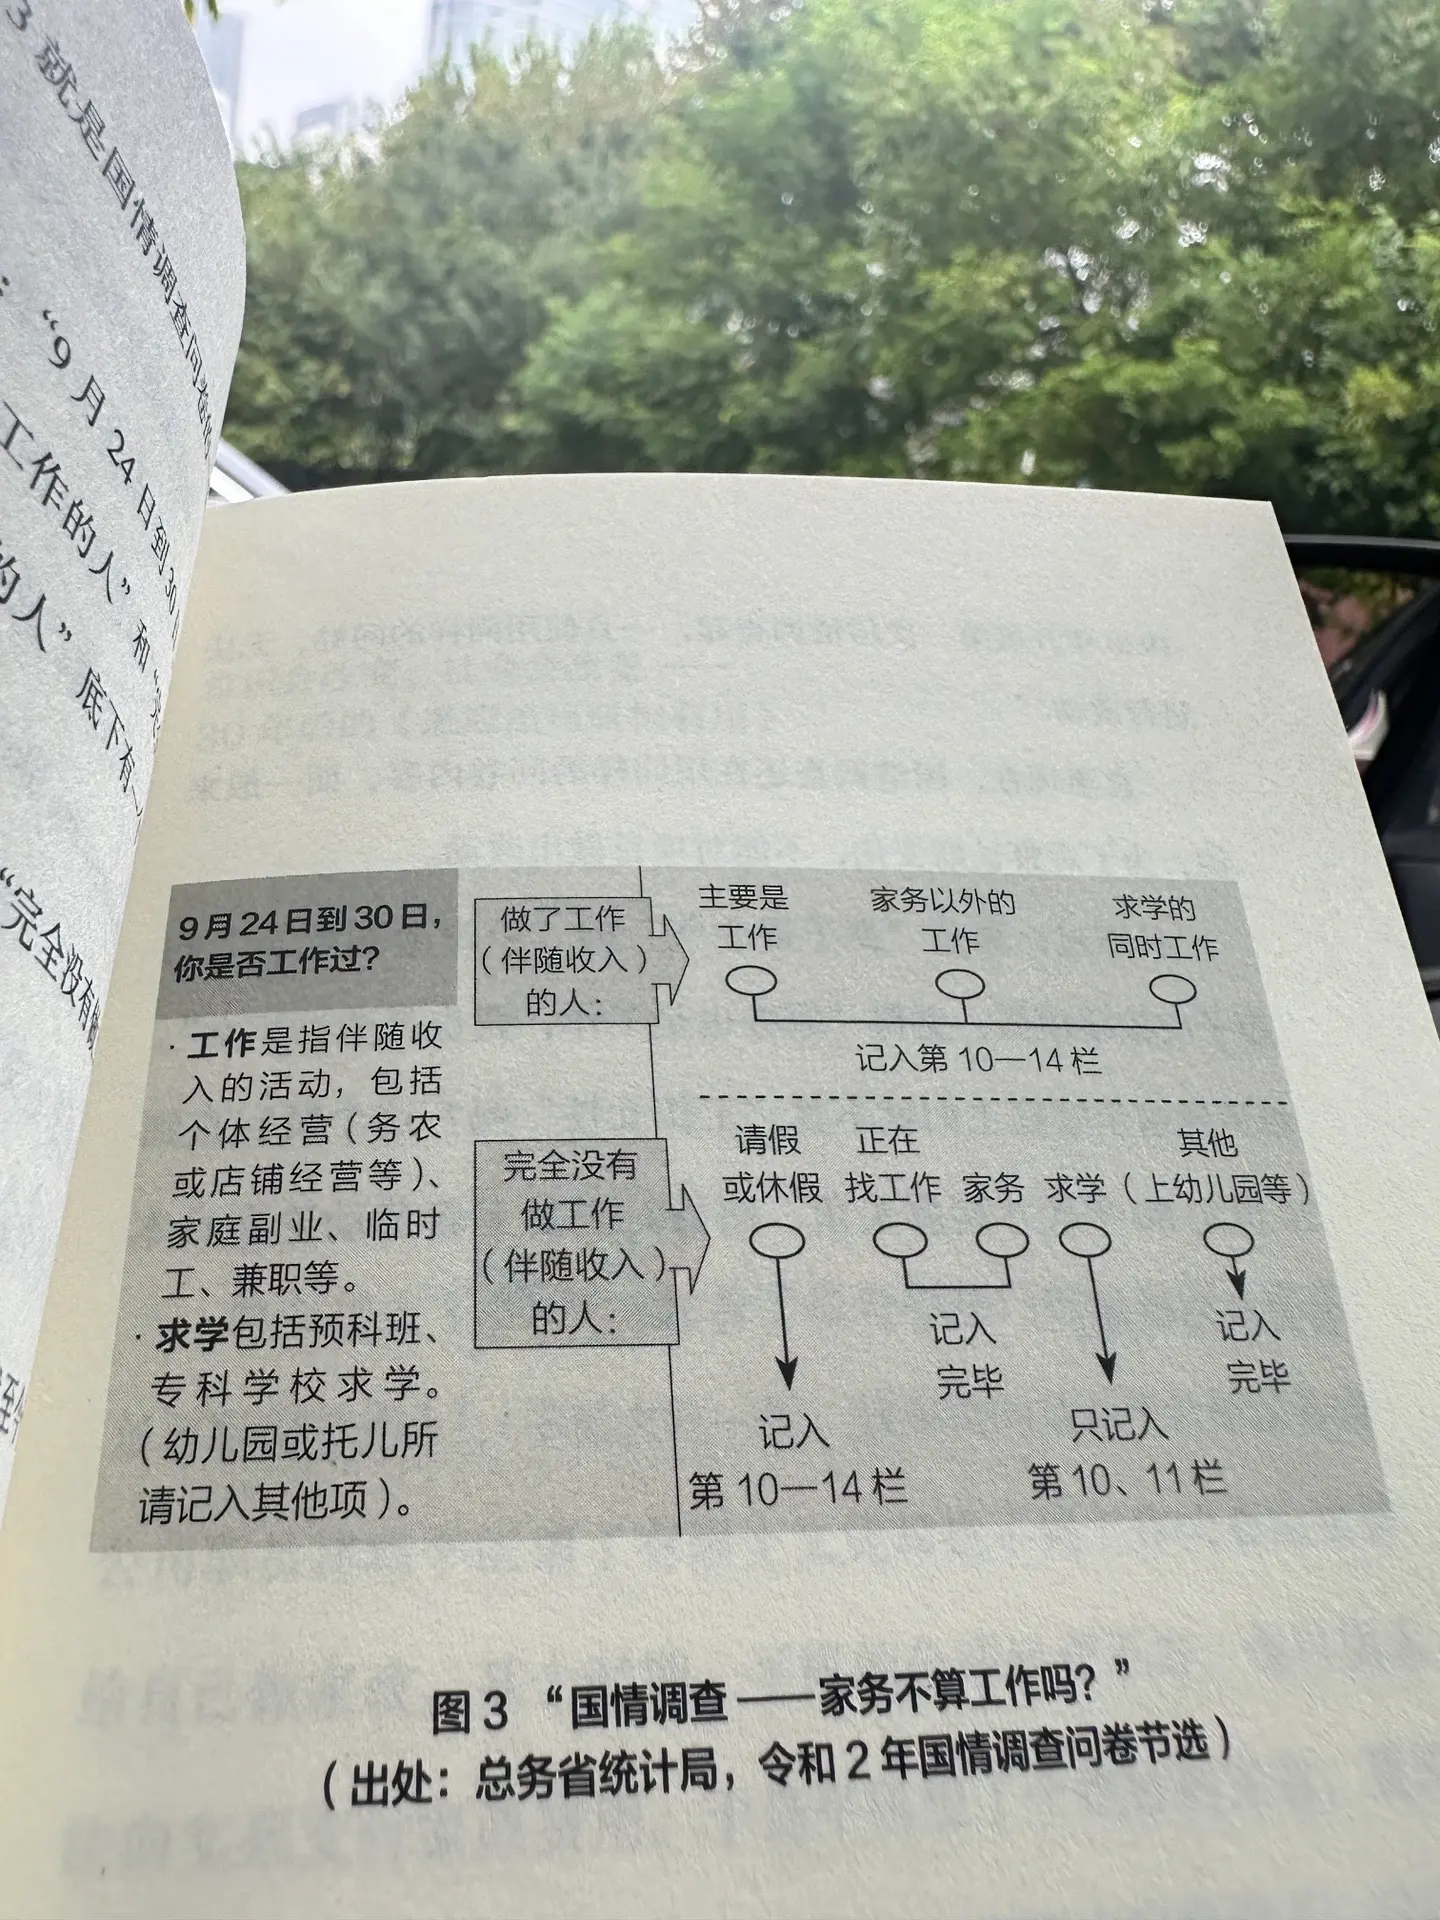 3 就是国情调查问卷的
：“9 月 24 日到 30 日
工作的人”和“完
的人”底下有一
“完全没有做
9月24日到30日，
你是否工作过？
·工作是指伴随收
入的活动，包括
个体经营（务农
或店铺经营等）、
家庭副业、临时
工、兼职等。
·求学包括预科班、
专科学校求学。
（幼儿园或托儿所
请记入其他项）。
做了工作
（伴随收入）
的人：
主要是
工作
家务以外的
工作
求学的
同时工作
记入第 10—14 栏
完全没有
做工作
（伴随收入）
的人：
请假
或休假
正在
找工作
家务
求学
其他
（上幼儿园等）
记入
第 10—14 栏
记入
完毕
只记入
第 10、11 栏
记入
完毕
图 3 “国情调查——家务不算工作吗？”
（出处：总务省统计局，令和 2 年国情调查问卷节选）